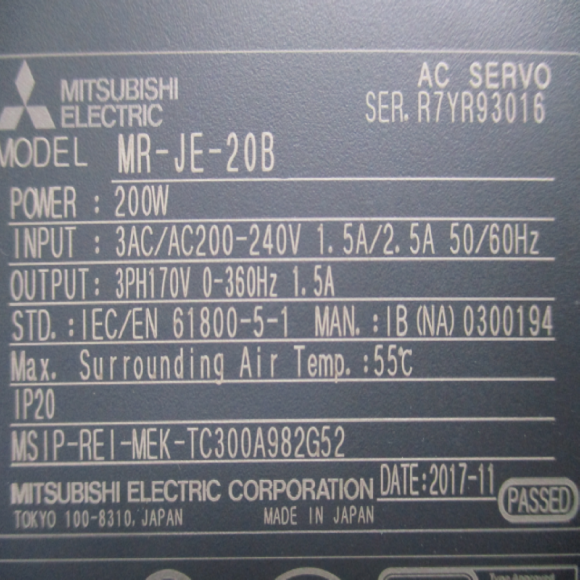 MITSUBISHI
ELECTRIC
AC SERVO
SER. R7YR93016
MODEL MR-JE-20B
POWER : 200W
INPUT : 3AC/AC200-240V 1.5A/2.5A 50/60Hz
OUTPUT: 3PH170V 0-360Hz 1.5A
STD. : IEC/EN 61800-5-1 MAN. : IB(NA)0300194
Max. Surrounding Air Temp. :55℃
IP20
MSIP-REI-MEK-TC300A982G52
MITSUBISHI ELECTRIC CORPORATION DATE:2017-11
TOKYO 100-8310, JAPAN MADE IN JAPAN PASSED